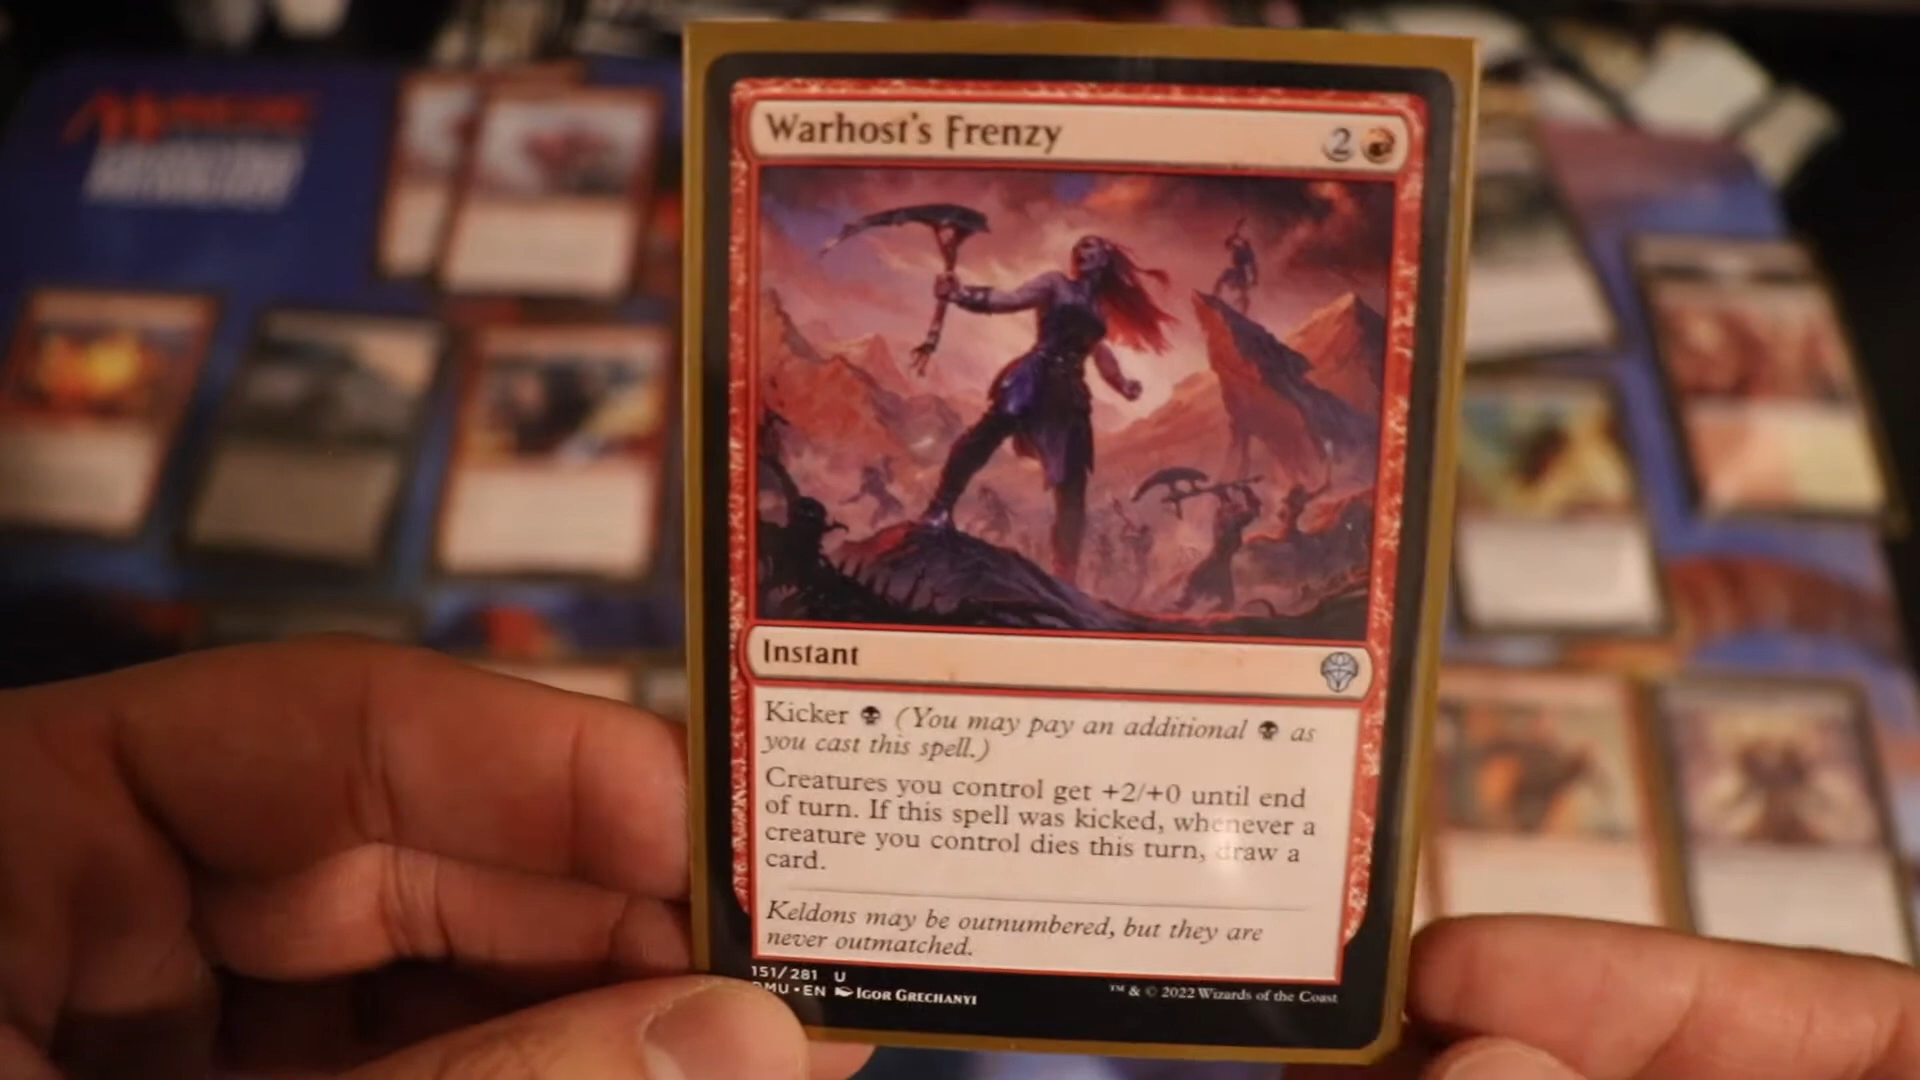 Warhost's Frenzy 2
Instant
Kicker (You may pay an additional as
you cast this spell.)
Creatures you control get +2/+0 until end
of turn. If this spell was kicked, whenever a
creature you control dies this turn, draw a
card.
Keldons may be outnumbered, but they are
never outmatched.
151/281 U
DMU • EN Igor Grechanyi
™ & © 2022 Wizards of the Coast